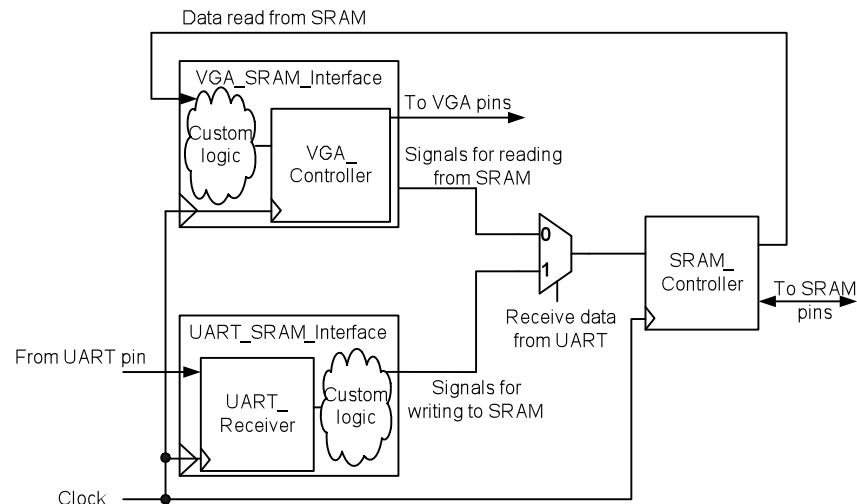 Data read from SRAM
VGA_SRAM_Interface
Custom
logic
VGA_
Controller
To VGA pins
Signals for reading
from SRAM
0
1
Receive data
from UART
SRAM_
Controller
To SRAM
pins
UART_SRAM_Interface
From UART pin
UART_
Receiver
Custom
logic
Signals for
writing to SRAM
Clock